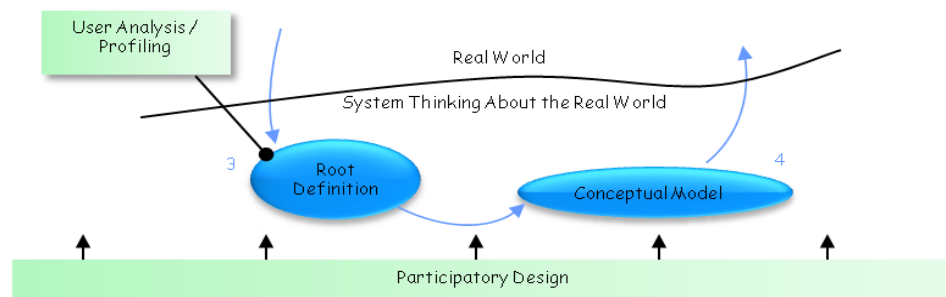 User Analysis /
Profiling
Real World
System Thinking About the Real World
3
Root
Definition
4
Conceptual Model
Participatory Design